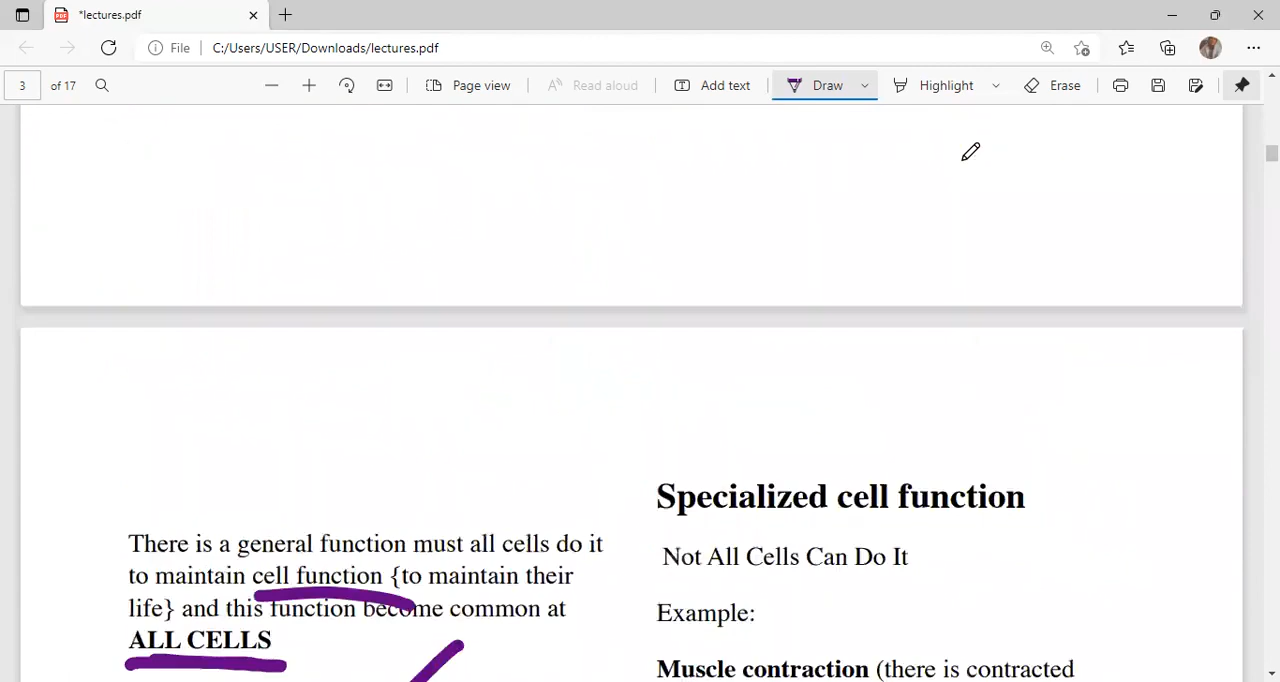 *lectures.pdf
File
C:/Users/USER/Downloads/lectures.pdf
3 of 17
Page view
Read aloud
Add text
Draw
Highlight
Erase
There is a general function must all cells do it
to maintain cell function {to maintain their
life} and this function become common at
ALL CELLS
Specialized cell function
Not All Cells Can Do It
Example:
Muscle contraction (there is contracted